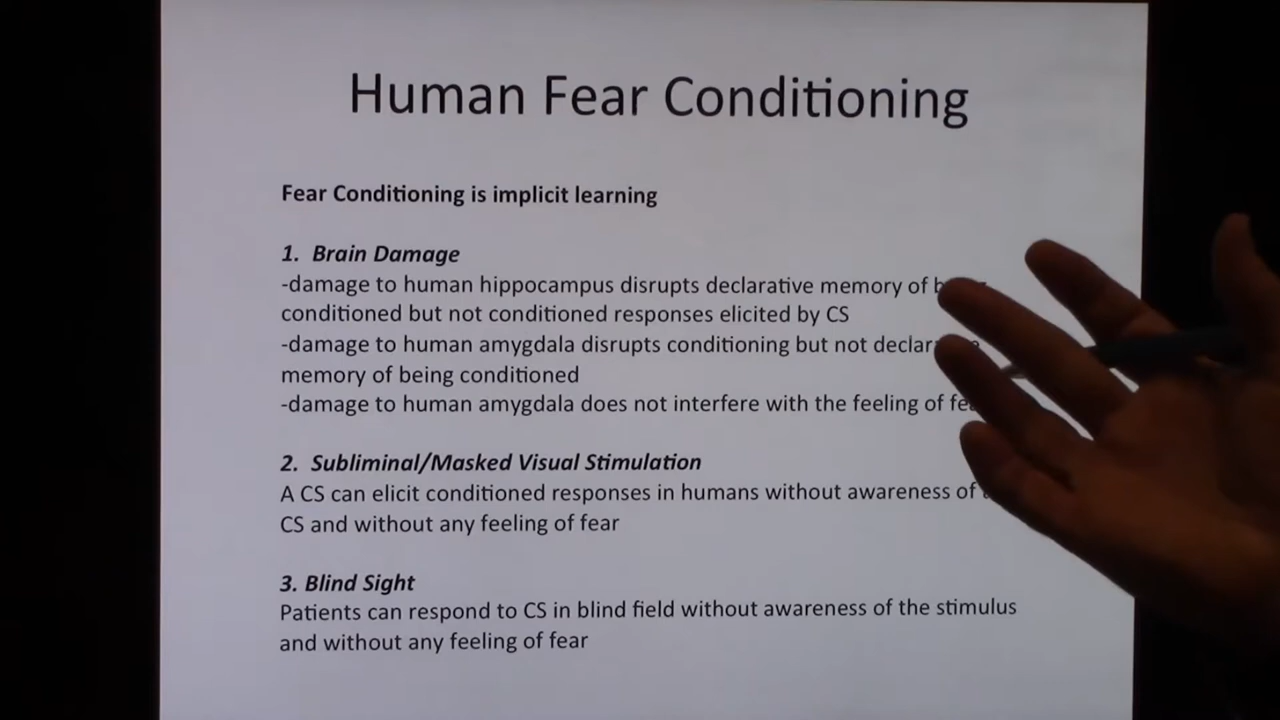 Human Fear Conditioning
Fear Conditioning is implicit learning
1. Brain Damage
-damage to human hippocampus disrupts declarative memory of
conditioned but not conditioned responses elicited by CS
-damage to human amygdala disrupts conditioning but not
memory of being conditioned
-damage to human amygdala does not interfere with the feeling of
2. Subliminal/Masked Visual Stimulation
A CS can elicit conditioned responses in humans without awareness of
CS and without any feeling of fear
3. Blind Sight
Patients can respond to CS in blind field without awareness of the stimulus
and without any feeling of fear